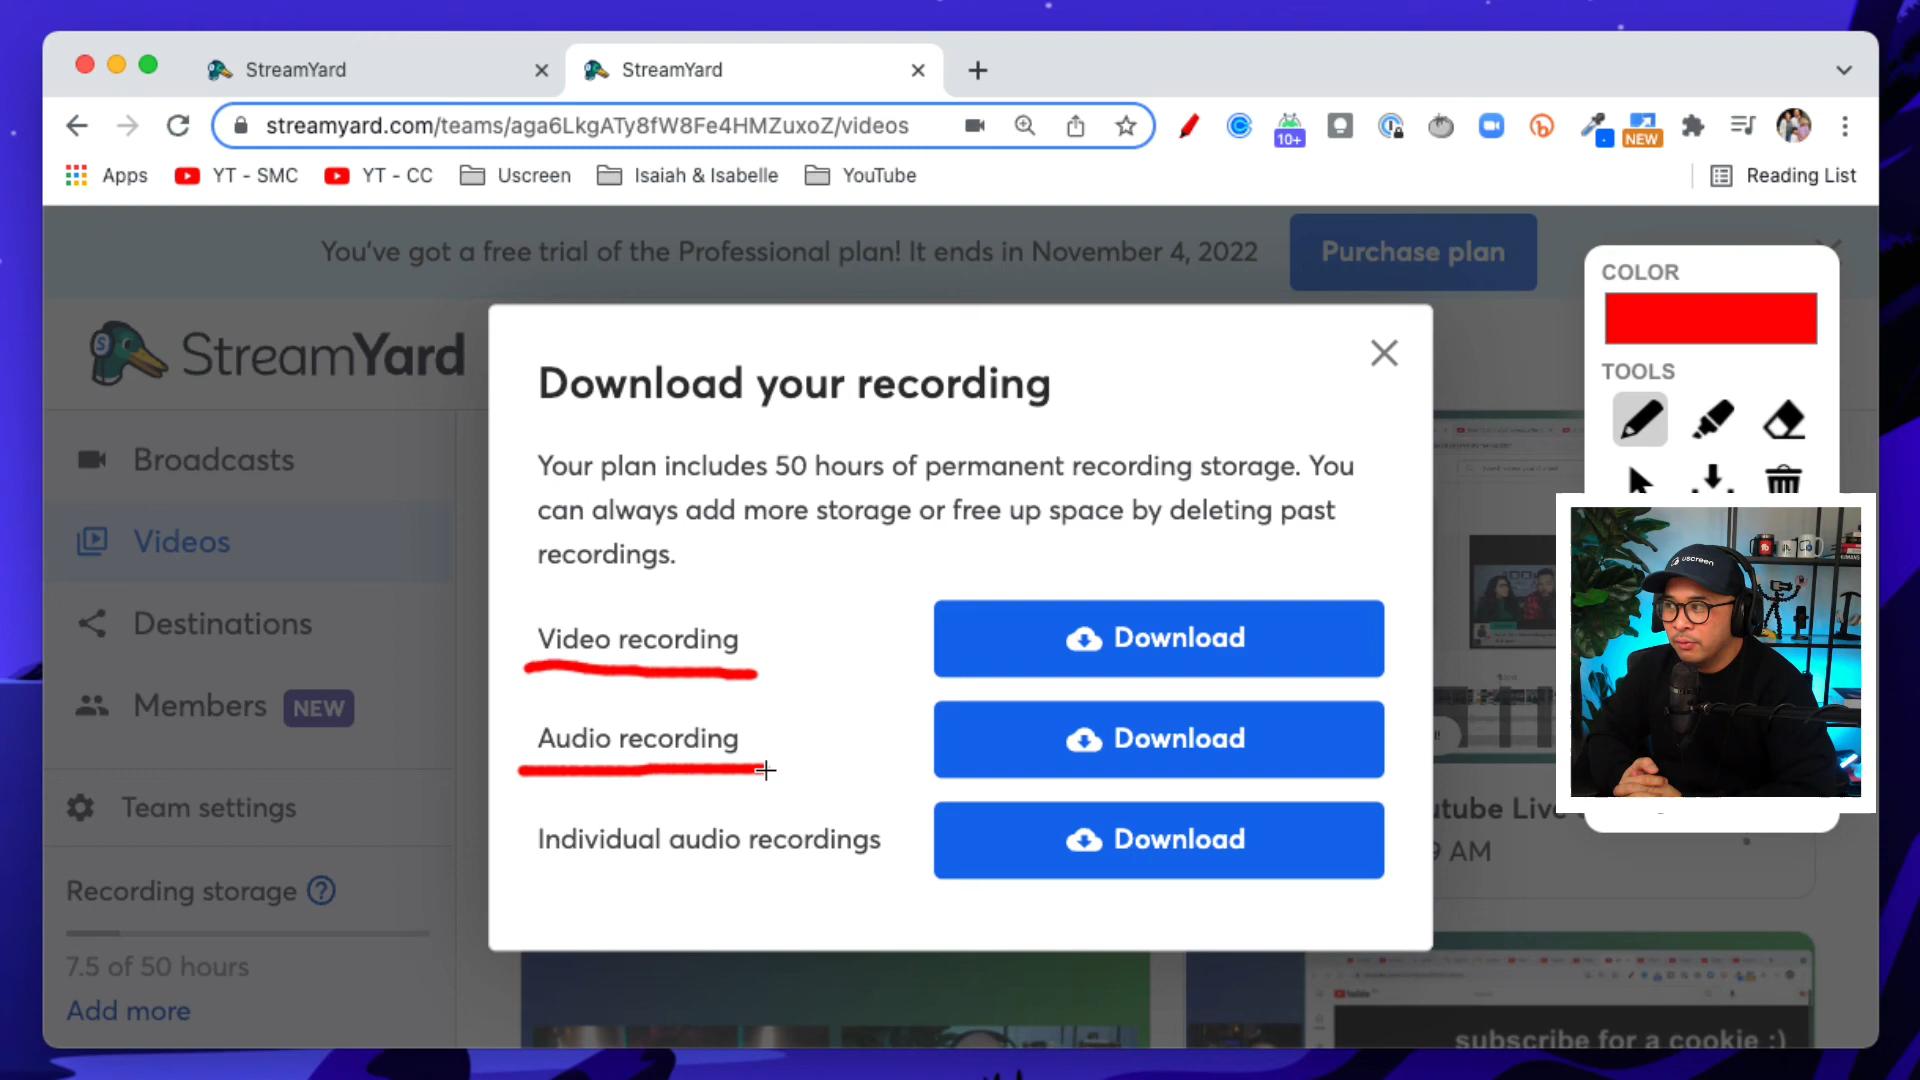 StreamYard
StreamYard
streamyard.com/teams/aga6LkgATy8fW8Fe4HMZuxoZ/videos
10+
NEW
Apps
YT - SMC
YT - CC
Uscreen
Isaiah & Isabelle
YouTube
Reading List
You've got a free trial of the Professional plan! It ends in November 4, 2022
Purchase plan
COLOR
TOOLS
StreamYard
Broadcasts
Videos
Destinations
Members NEW
Team settings
Recording storage ?
7.5 of 50 hours
Add more
Download your recording
Your plan includes 50 hours of permanent recording storage. You
can always add more storage or free up space by deleting past
recordings.
Video recording
Download
Audio recording
Download
Individual audio recordings
Download
uscreen
utube Live
9 AM
subscribe for a cookie :)